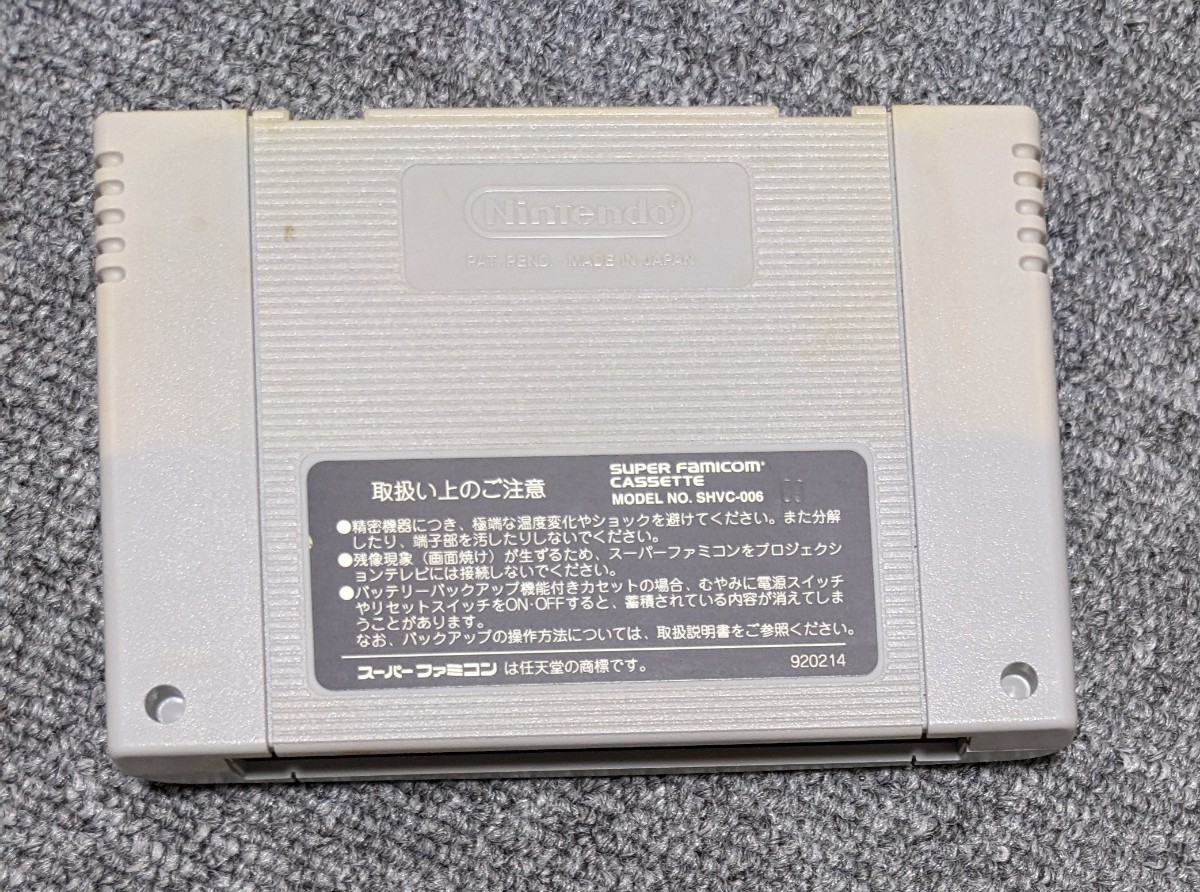 Nintendo®
PAT. PEND. MADE IN JAPAN
取扱い上のご注意
SUPER FAMICOM®
CASSETTE
MODEL NO. SHVC-006
●精密機器につき、極端な温度変化やショックを避けてください。また分解
したり、端子部を汚したりしないでください。
●残像現象(画面焼け)が生ずるため、スーパーファミコンをプロジェクシ
ョンテレビには接続しないでください。
●バッテリーバックアップ機能付きカセットの場合、むやみに電源スイッチ
やリセットスイッチをON・OFFすると、蓄積されている内容が消えてしま
うことがあります。
なお、バックアップの操作方法については、取扱説明書をご参照ください。
スーパーファミコン は任天堂の商標です。
920214